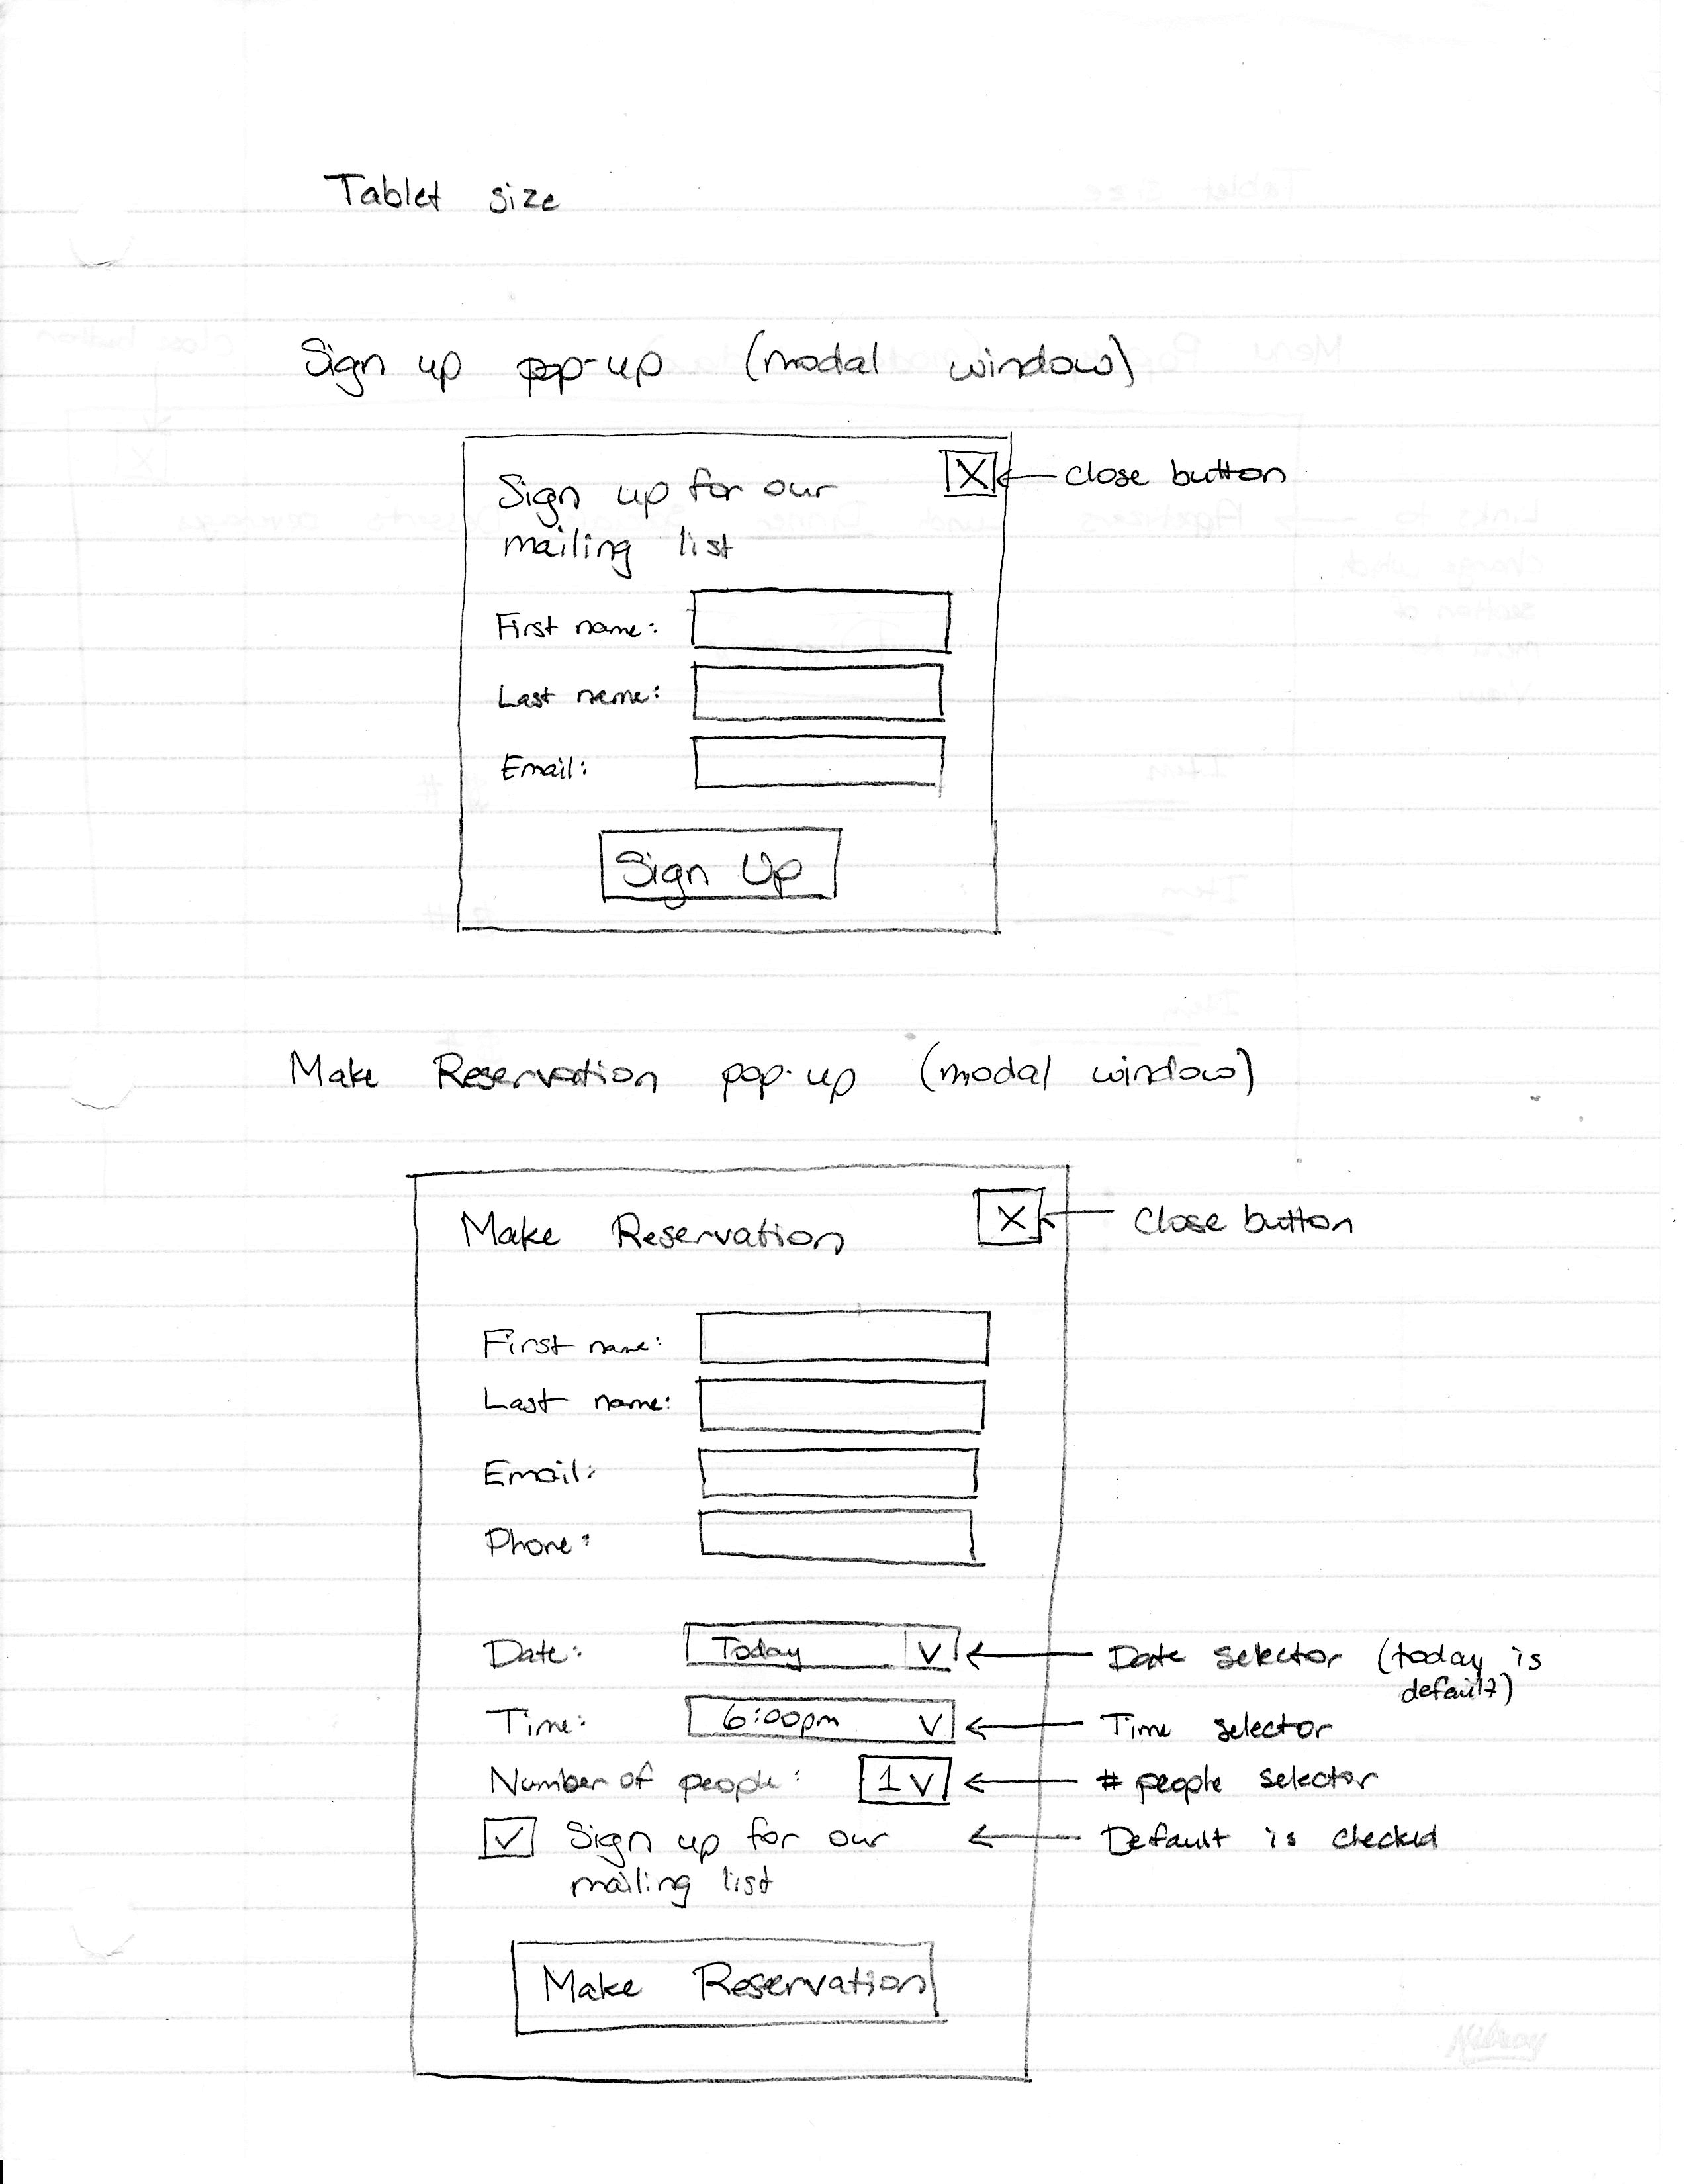 Tablet size
Sign up pop-up (modal window)
X
close button
Sign up for our
mailing list
First name:
Last name:
Email:
Sign Up
Make Reservation pop-up (modal window)
Make Reservation
X
Close button
First name:
Last name:
Email:
Phone:
Date: Today V
Date selector (today is
default)
Time: 6:00pm V
Time selector
Number of people: 1 V
# people selector
Sign up for our
mailing list
Default is checked
Make Reservation